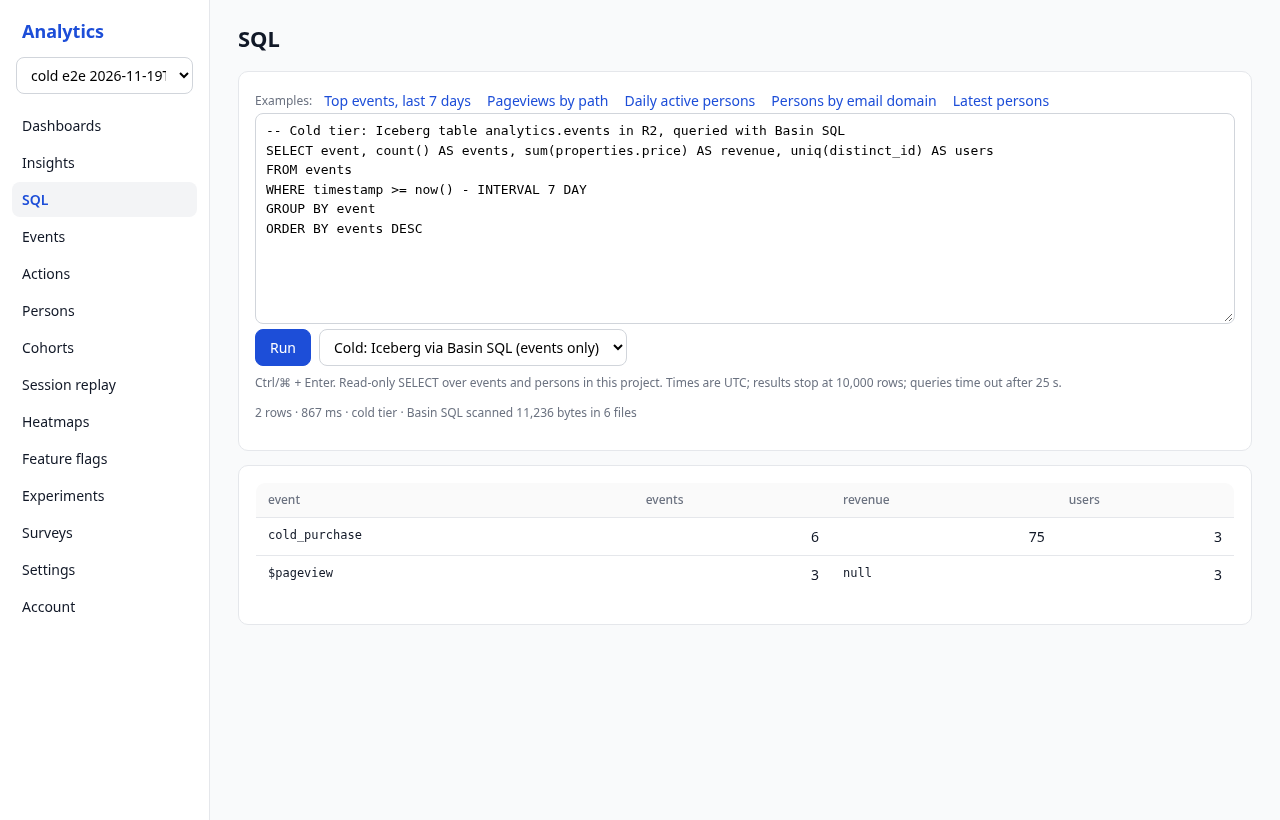 Analytics
cold e2e 2026-11-19T
Dashboards
Insights
SQL
Events
Actions
Persons
Cohorts
Session replay
Heatmaps
Feature flags
Experiments
Surveys
Settings
Account
SQL
Examples: Top events, last 7 days Pageviews by path Daily active persons Persons by email domain Latest persons
-- Cold tier: Iceberg table analytics.events in R2, queried with Basin SQL
SELECT event, count() AS events, sum(properties.price) AS revenue, uniq(distinct_id) AS users
FROM events
WHERE timestamp >= now() - INTERVAL 7 DAY
GROUP BY event
ORDER BY events DESC
Run Cold: Iceberg via Basin SQL (events only)
Ctrl/⌘ + Enter. Read-only SELECT over events and persons in this project. Times are UTC; results stop at 10,000 rows; queries time out after 25 s.
2 rows · 867 ms · cold tier · Basin SQL scanned 11,236 bytes in 6 files
event events revenue users
cold_purchase 6 75 3
$pageview 3 null 3